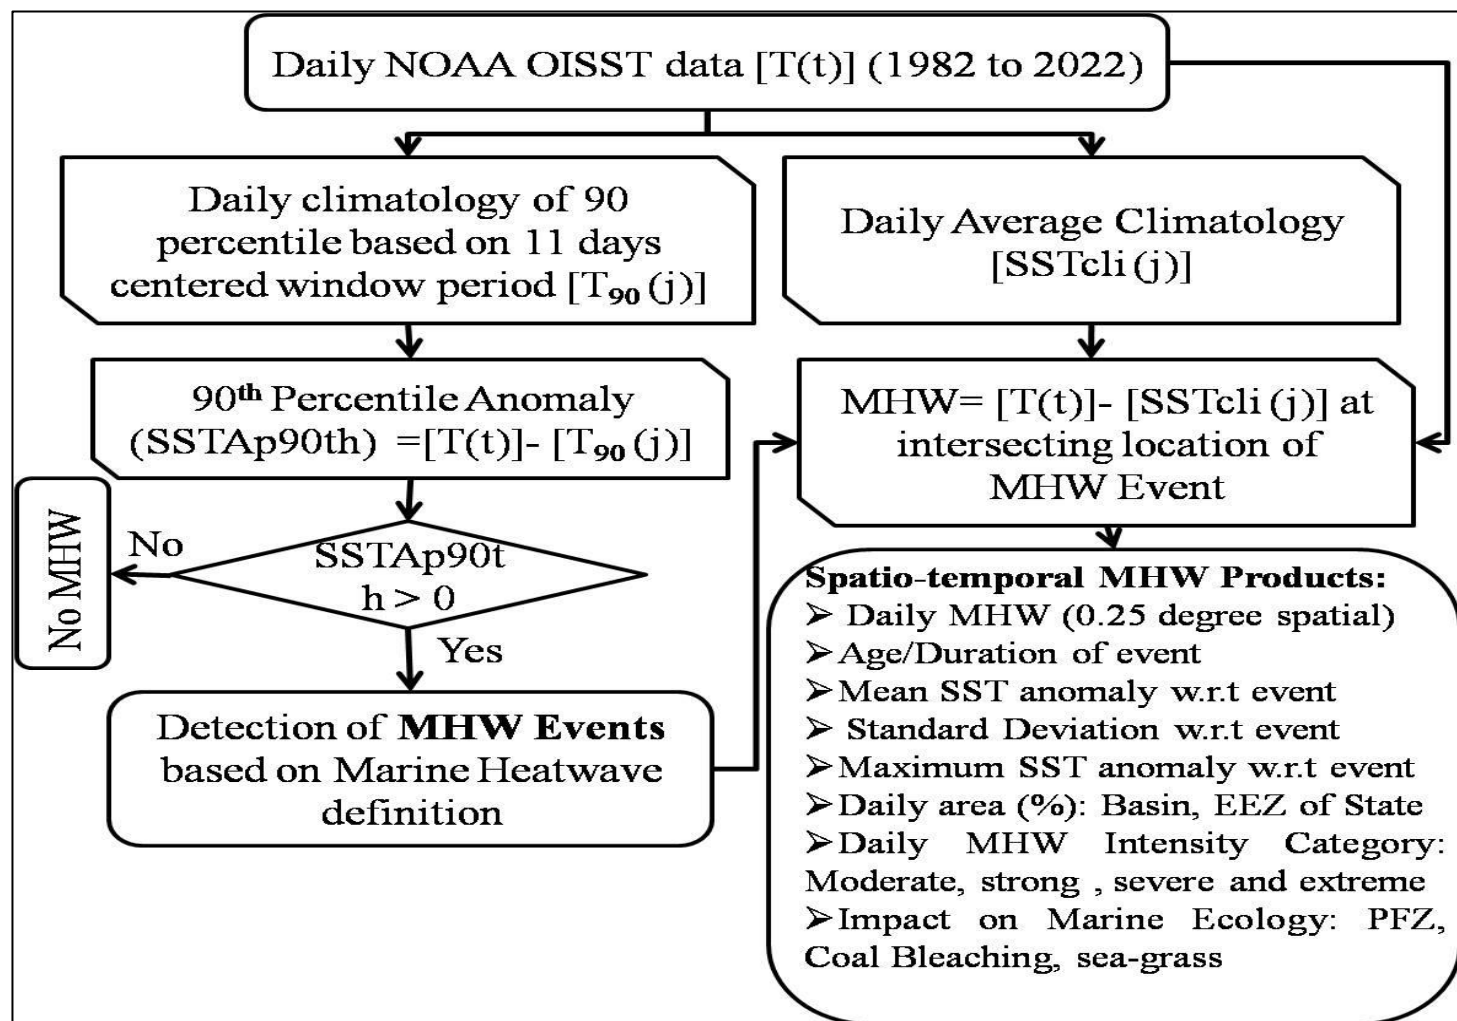 Daily NOAA OISST data [T(t)] (1982 to 2022)
Daily climatology of 90
percentile based on 11 days
centered window period [T90 (j)]
Daily Average Climatology
[SSTcli (j)]
90th Percentile Anomaly
(SSTAp90th) =[T(t)]- [T90 (j)]
MHW= [T(t)]- [SSTcli (j)] at
intersecting location of
MHW Event
No MHW
No
SSTAp90t
h > 0
Yes
Detection of MHW Events
based on Marine Heatwave
definition
Spatio-temporal MHW Products:
➢ Daily MHW (0.25 degree spatial)
➢Age/Duration of event
➢Mean SST anomaly w.r.t event
➢ Standard Deviation w.r.t event
➢Maximum SST anomaly w.r.t event
➢Daily area (%): Basin, EEZ of State
➢Daily MHW Intensity Category:
Moderate, strong , severe and extreme
➢Impact on Marine Ecology: PFZ,
Coal Bleaching, sea-grass